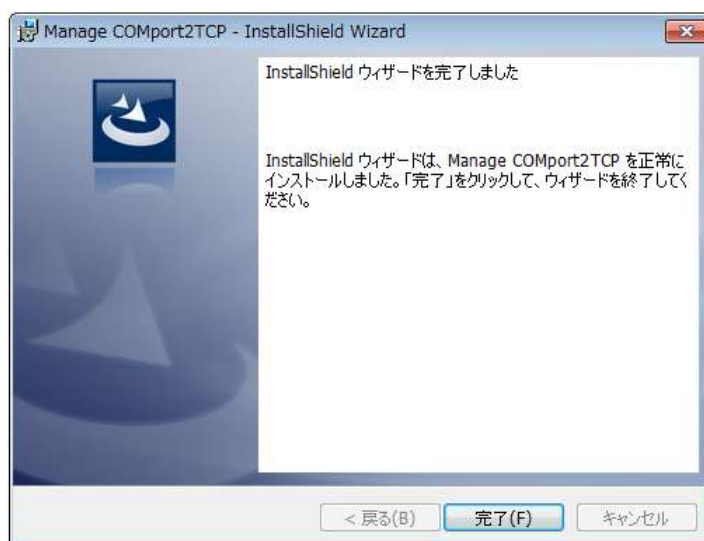 Manage COMport2TCP - InstallShield Wizard
InstallShield ウィザードを完了しました
InstallShield ウィザードは、Manage COMport2TCP を正常に
インストールしました。「完了」をクリックして、ウィザードを終了してく
ださい。
< 戻る(B)
完了(F)
キャンセル